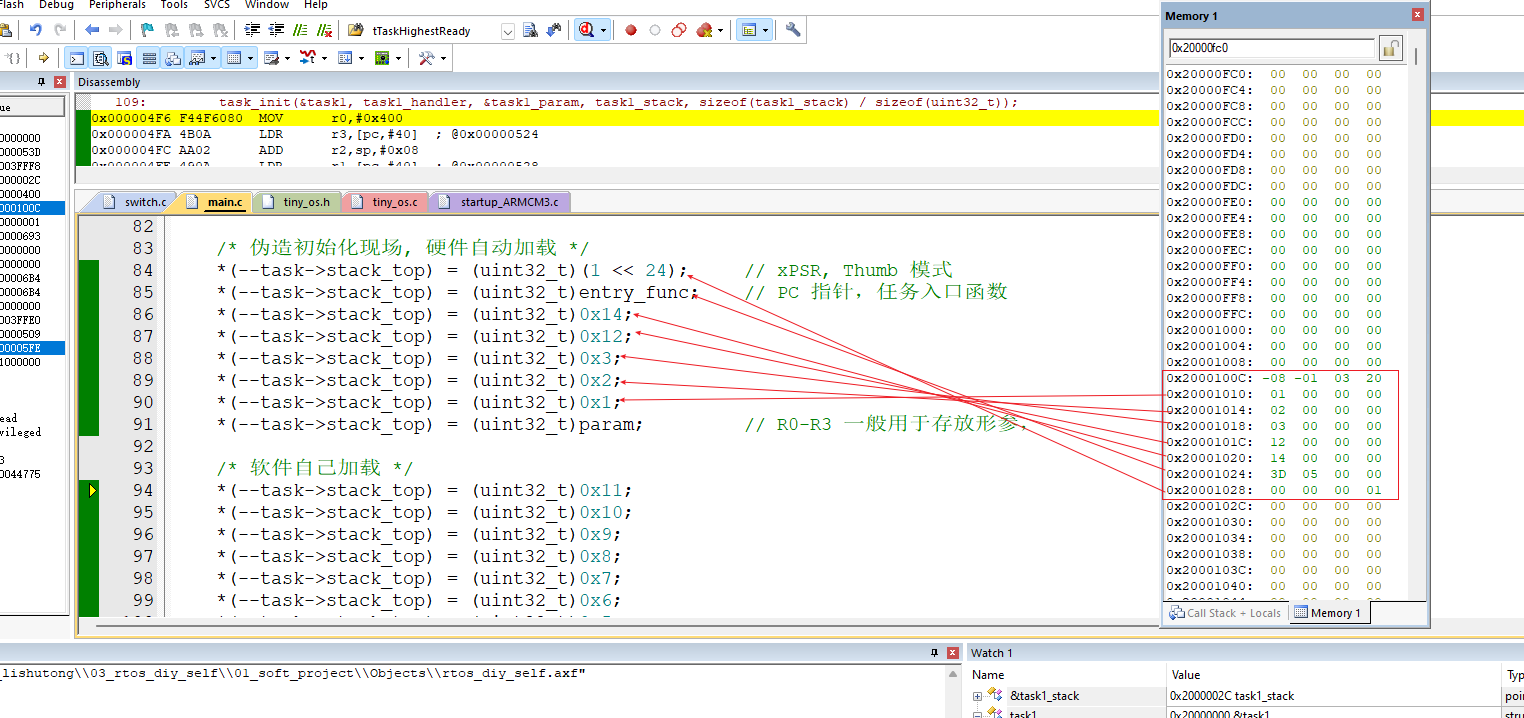 Flash Debug Peripherals Tools SVCS Window Help
tTaskHighestReady
Disassembly
109: task_init(&task1, task1_handler, &task1_param, task1_stack, sizeof(task1_stack) / sizeof(uint32_t));
0x000004F6 F44F6080 MOV r0,#0x400
0x000004FA 4B0A LDR r3,[pc,#40] ; @0x00000524
0x000004FC AA02 ADD r2,sp,#0x08
0x000004FE 490A LDR r1,[pc,#40] ; @0x00000528
ue
0000000
000053D
003FFF8
000002C
0000400
000100C
0000001
0000693
0000000
0000000
00006B4
00006B4
0000000
003FFE0
0000509
00005FE
1000000
ead
vileged
3
0044775
switch.c main.c tiny_os.h tiny_os.c startup_ARMCM3.c
82
83 /* 伪造初始化现场, 硬件自动加载 */
84 *(--task->stack_top) = (uint32_t)(1 << 24); // xPSR, Thumb 模式
85 *(--task->stack_top) = (uint32_t)entry_func; // PC 指针，任务入口函数
86 *(--task->stack_top) = (uint32_t)0x14;
87 *(--task->stack_top) = (uint32_t)0x12;
88 *(--task->stack_top) = (uint32_t)0x3;
89 *(--task->stack_top) = (uint32_t)0x2;
90 *(--task->stack_top) = (uint32_t)0x1;
91 *(--task->stack_top) = (uint32_t)param; // R0-R3 一般用于存放形参,
92
93 /* 软件自己加载 */
94 *(--task->stack_top) = (uint32_t)0x11;
95 *(--task->stack_top) = (uint32_t)0x10;
96 *(--task->stack_top) = (uint32_t)0x9;
97 *(--task->stack_top) = (uint32_t)0x8;
98 *(--task->stack_top) = (uint32_t)0x7;
99 *(--task->stack_top) = (uint32_t)0x6;
Memory 1
0x20000fc0
0x20000FC0: 00 00 00 00
0x20000FC4: 00 00 00 00
0x20000FC8: 00 00 00 00
0x20000FCC: 00 00 00 00
0x20000FD0: 00 00 00 00
0x20000FD4: 00 00 00 00
0x20000FD8: 00 00 00 00
0x20000FDC: 00 00 00 00
0x20000FE0: 00 00 00 00
0x20000FE4: 00 00 00 00
0x20000FE8: 00 00 00 00
0x20000FEC: 00 00 00 00
0x20000FF0: 00 00 00 00
0x20000FF4: 00 00 00 00
0x20000FF8: 00 00 00 00
0x20000FFC: 00 00 00 00
0x20001000: 00 00 00 00
0x20001004: 00 00 00 00
0x20001008: 00 00 00 00
0x2000100C: -08 -01 03 20
0x20001010: 01 00 00 00
0x20001014: 02 00 00 00
0x20001018: 03 00 00 00
0x2000101C: 12 00 00 00
0x20001020: 14 00 00 00
0x20001024: 3D 05 00 00
0x20001028: 00 00 00 01
0x2000102C: 00 00 00 00
0x20001030: 00 00 00 00
0x20001034: 00 00 00 00
0x20001038: 00 00 00 00
0x2000103C: 00 00 00 00
0x20001040: 00 00 00 00
Call Stack + Locals Memory 1
_lishutong\\03_rtos_diy_self\\01_soft_project\\Objects\\rtos_diy_self.axf"
Watch 1
Name Value Typ
&task1_stack 0x2000002C task1_stack poin
task1 0x20000000 &task1 stru